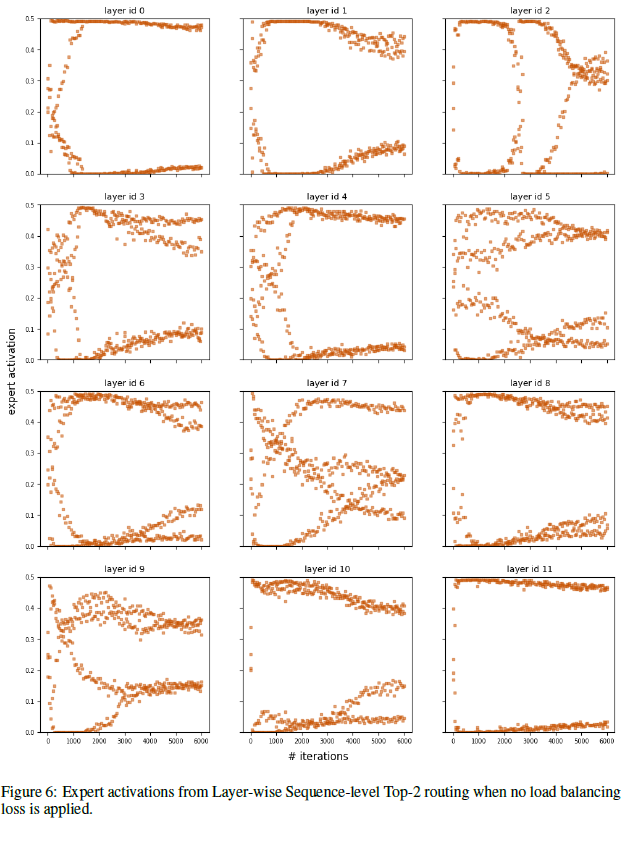 layer id 0 layer id 1 layer id 2
0.5
0.4
0.3
0.2
0.1
0.0
layer id 3 layer id 4 layer id 5
0.5
0.4
0.3
0.2
0.1
0.0
expert activation
layer id 6 layer id 7 layer id 8
0.5
0.4
0.3
0.2
0.1
0.0
layer id 9 layer id 10 layer id 11
0.5
0.4
0.3
0.2
0.1
0.0
0 1000 2000 3000 4000 5000 6000 0 1000 2000 3000 4000 5000 6000 0 1000 2000 3000 4000 5000 6000
# iterations
Figure 6: Expert activations from Layer-wise Sequence-level Top-2 routing when no load balancing
loss is applied.